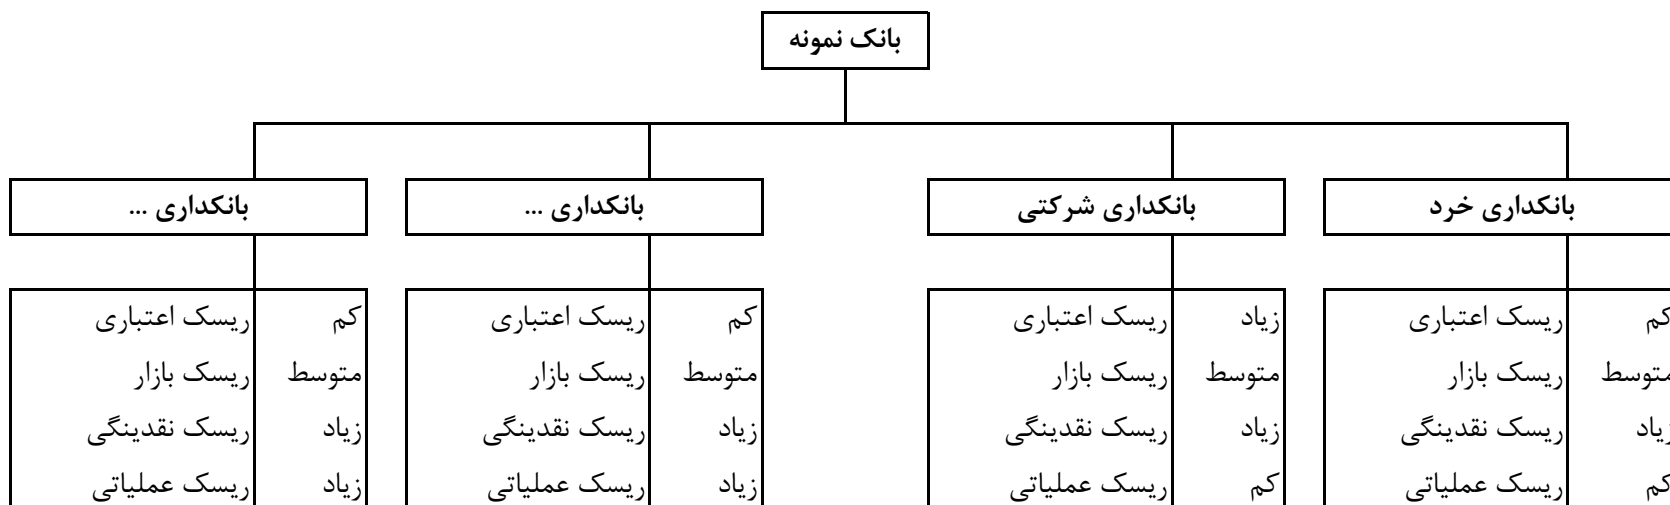 بانک نمونه
بانکداری خرد
بانکداری شرکتی
بانکداری ...
بانکداری ...
کم ریسک اعتباری
متوسط ریسک بازار
زیاد ریسک نقدینگی
کم ریسک عملیاتی
زیاد ریسک اعتباری
متوسط ریسک بازار
زیاد ریسک نقدینگی
کم ریسک عملیاتی
کم ریسک اعتباری
متوسط ریسک بازار
زیاد ریسک نقدینگی
زیاد ریسک عملیاتی
کم ریسک اعتباری
متوسط ریسک بازار
زیاد ریسک نقدینگی
زیاد ریسک عملیاتی